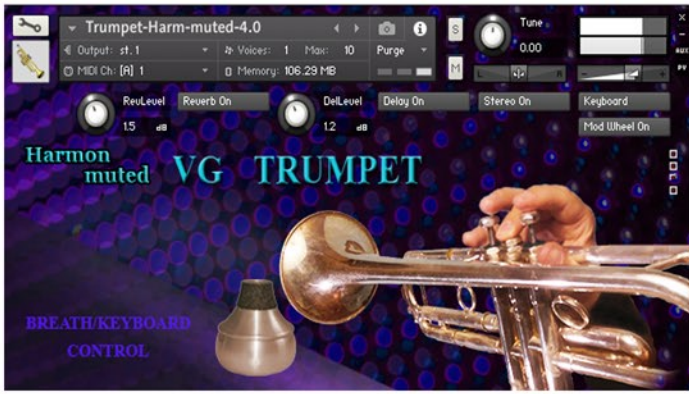 Trumpet-Harm-muted-4.0
Output: st.1 Voices: 1 Max: 10 Purge
MIDI Ch: [A] 1 Memory: 106.29 MB
S
M
Tune
0.00
L R
AUX
PV
RevLevel Reverb On DelLevel Delay On Stereo On Keyboard
1.5 dB 1.2 dB Mod Wheel On
Harmon
muted
VG TRUMPET
BREATH/KEYBOARD
CONTROL